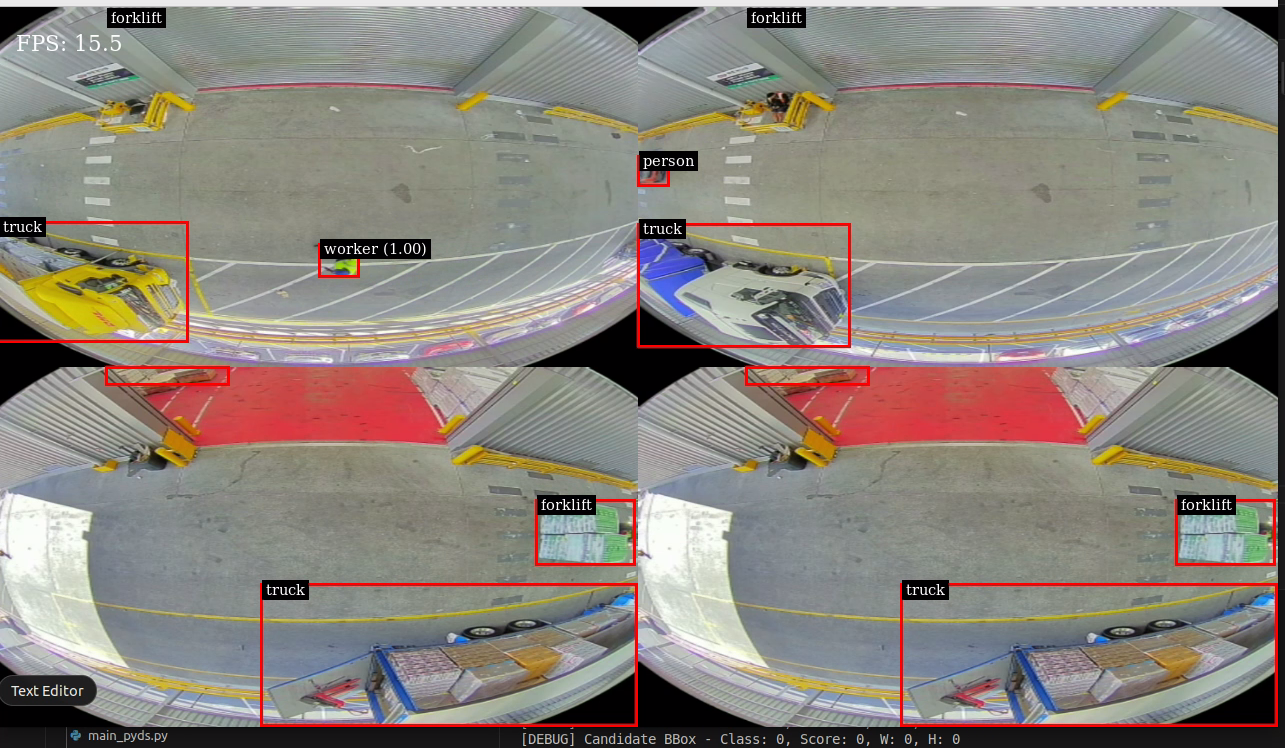 forklift
forklift
FPS: 15.5
person
truck
truck
worker (1.00)
forklift
forklift
truck
truck
Text Editor
main_pyds.py
[DEBUG] Candidate BBox - Class: 0, Score: 0, W: 0, H: 0